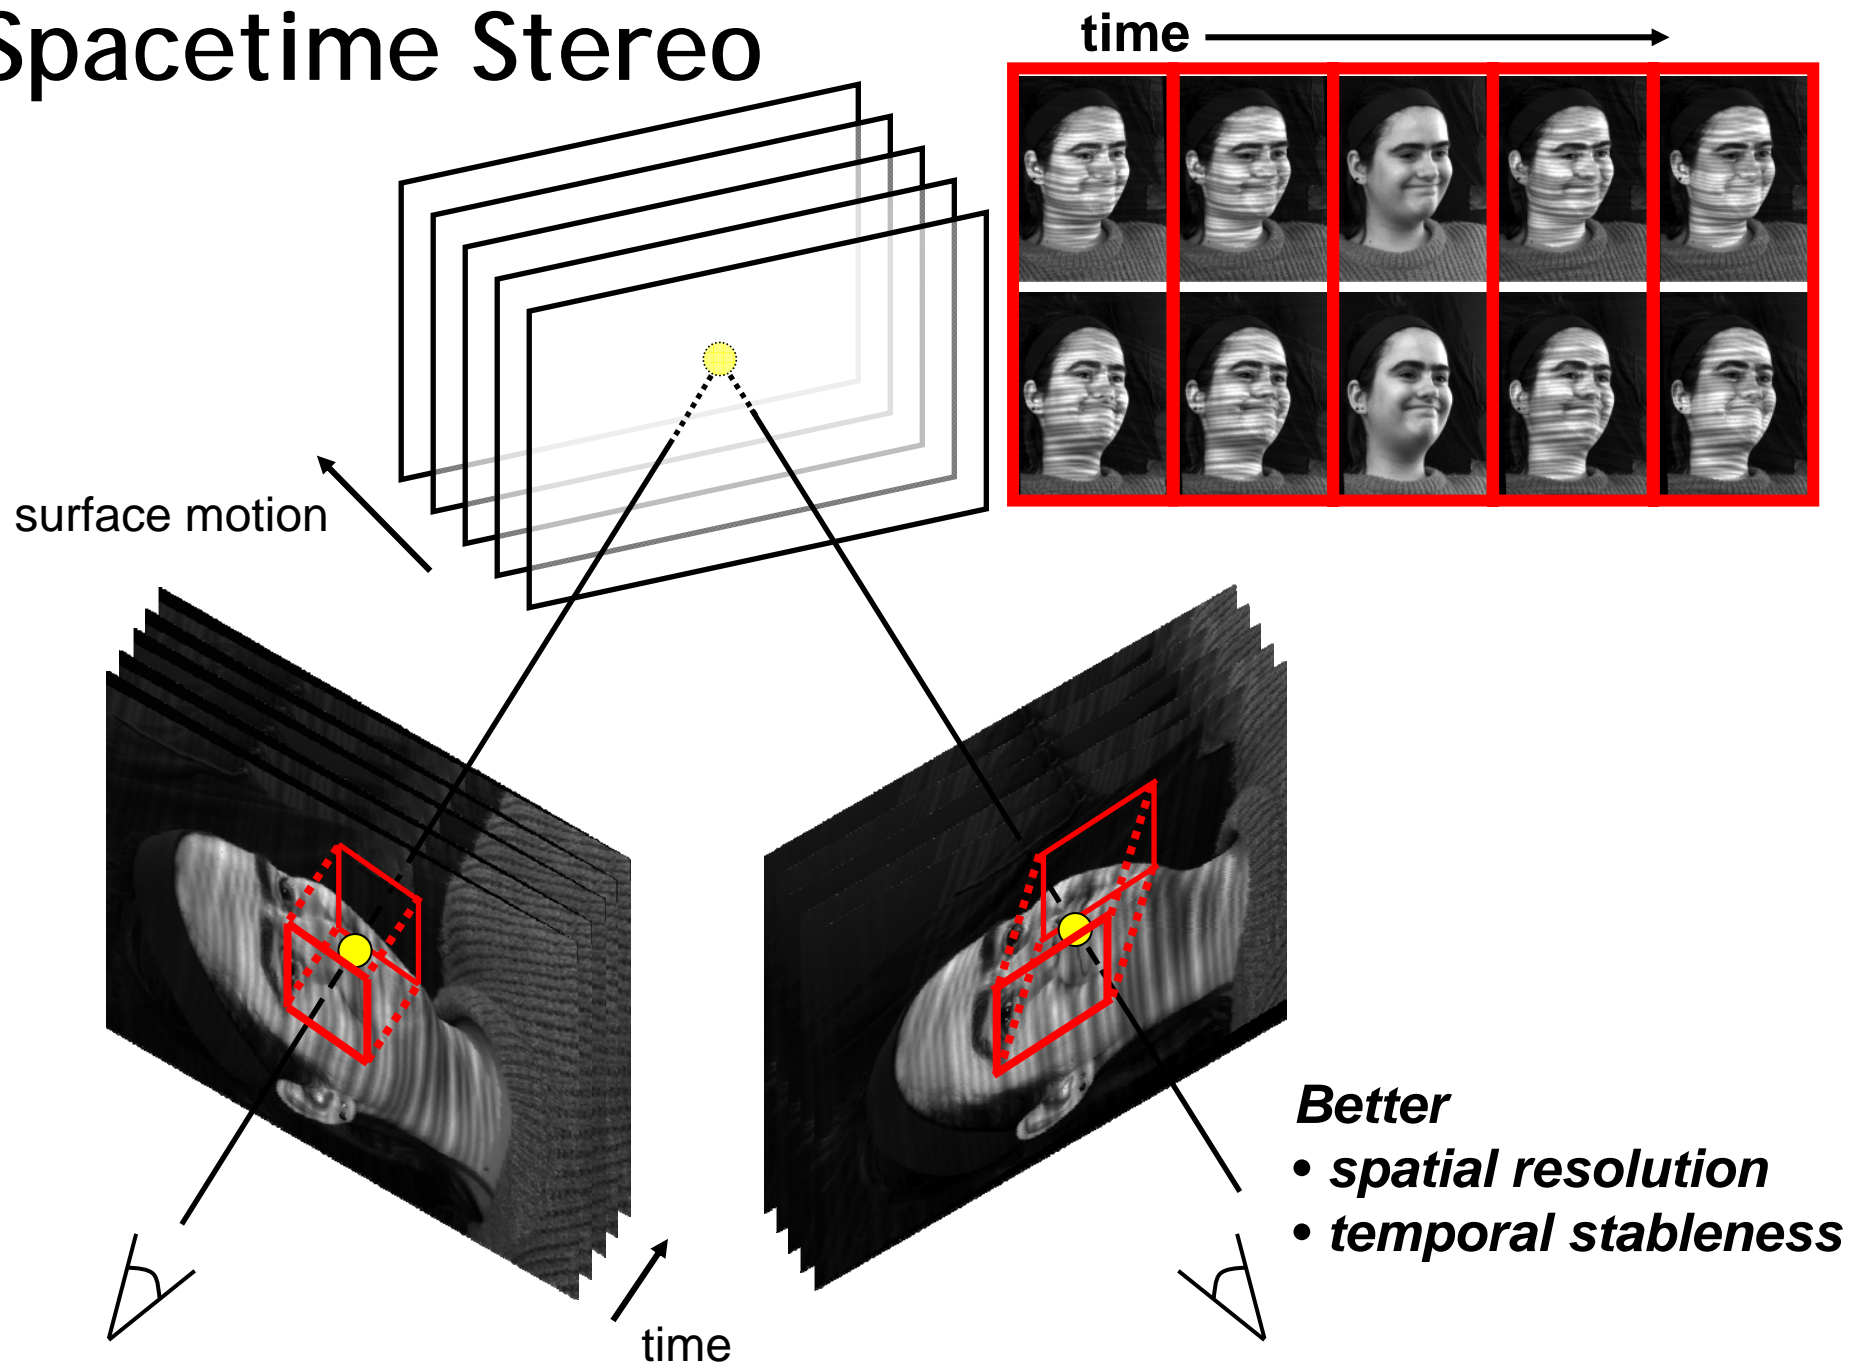 Spacetime Stereo
time
surface motion
Better
• spatial resolution
• temporal stableness
time